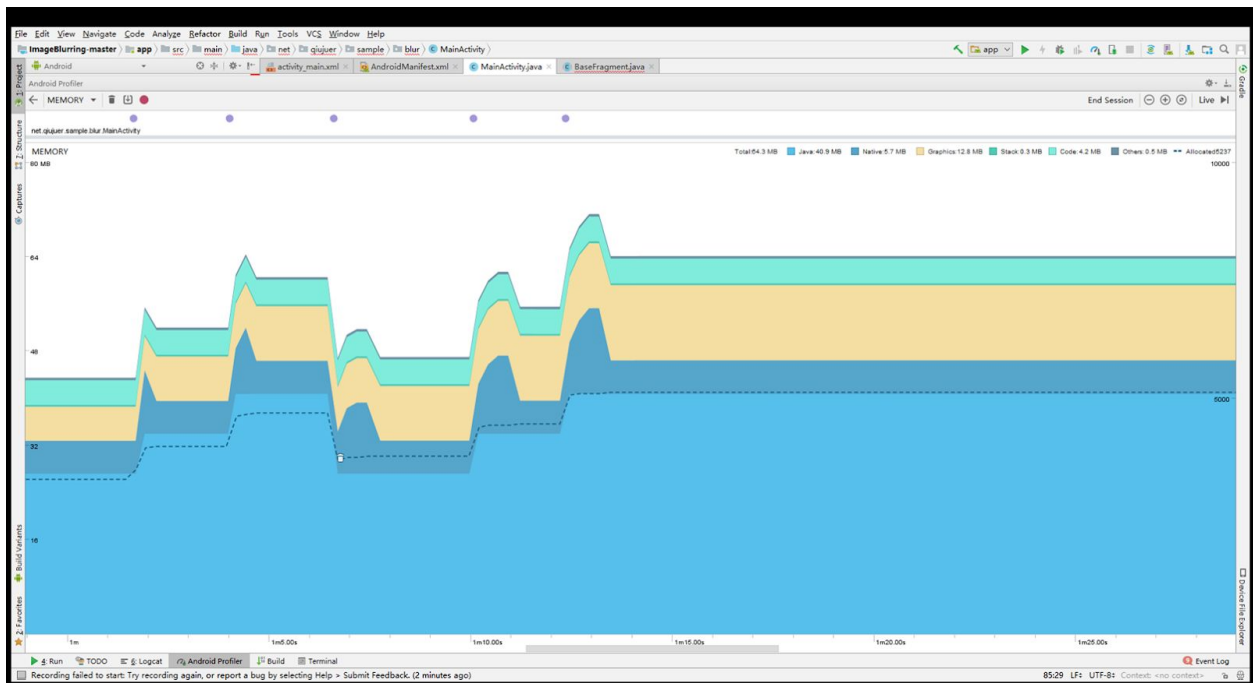 File Edit View Navigate Code Analyze Refactor Build Run Tools VCS Window Help
ImageBlurring-master app src main java net qiujuer sample blur MainActivity app
1: Project Android activity_main.xml AndroidManifest.xml MainActivity.java BaseFragment.java Gradle
Android Profiler
MEMORY End Session Live
net.qiujuer.sample.blur.MainActivity
Z: Structure
MEMORY Total:64.3 MB Java:40.9 MB Native:5.7 MB Graphics:12.8 MB Stack:0.3 MB Code:4.2 MB Others:0.5 MB Allocated:5237
80 MB 10000
Captures
64
48
5000
32
16
Build Variants
Device File Explorer
2: Favorites
1m 1m5.00s 1m10.00s 1m15.00s 1m20.00s 1m25.00s
4: Run TODO 6: Logcat Android Profiler Build Terminal Event Log
Recording failed to start: Try recording again, or report a bug by selecting Help > Submit Feedback. (2 minutes ago) 85:29 LF: UTF-8: Context: <no context>